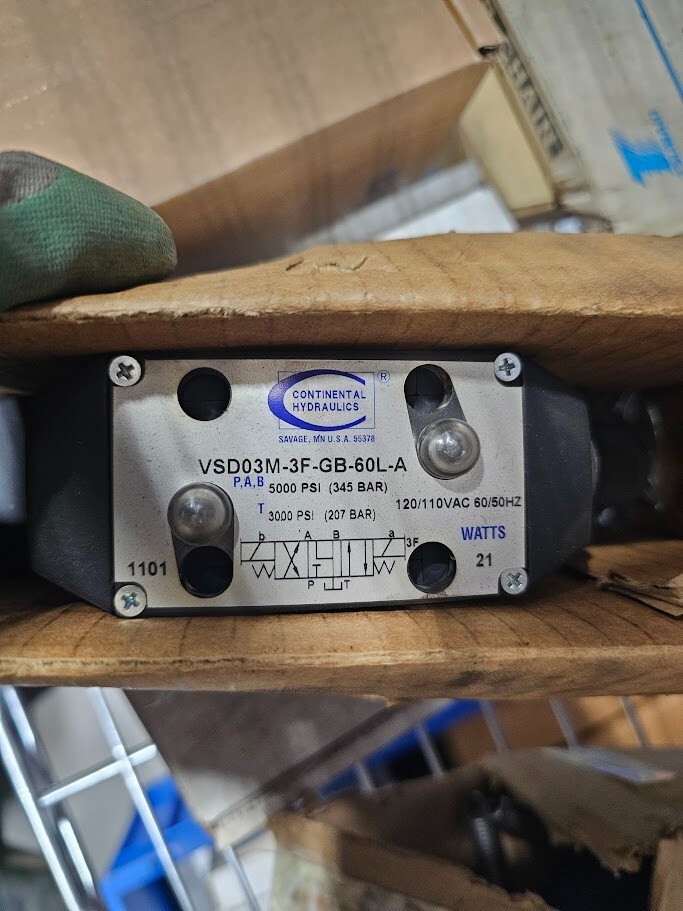 CONTINENTAL ®
HYDRAULICS
SAVAGE, MN U.S.A. 55378
VSD03M-3F-GB-60L-A
P,A,B 5000 PSI (345 BAR)
T 3000 PSI (207 BAR)
120/110VAC 60/50HZ
b A B a 3F
T
P T
WATTS
21
1101